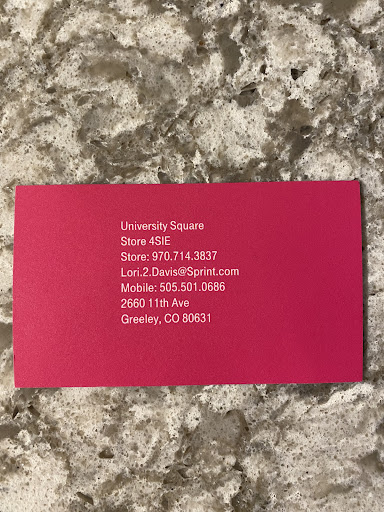 University Square
Store 4SIE
Store: 970.714.3837
Lori.2.Davis@Sprint.com
Mobile: 505.501.0686
2660 11th Ave
Greeley, CO 80631